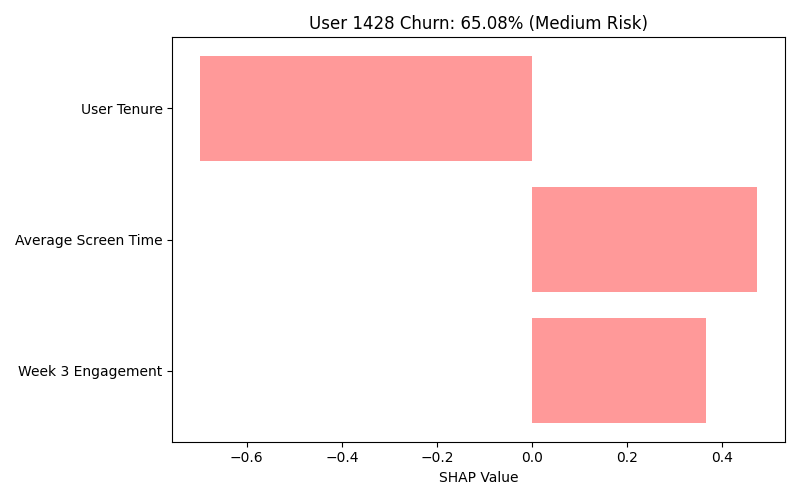 User 1428 Churn: 65.08% (Medium Risk)
User Tenure
Average Screen Time
Week 3 Engagement
−0.6 −0.4 −0.2 0.0 0.2 0.4
SHAP Value